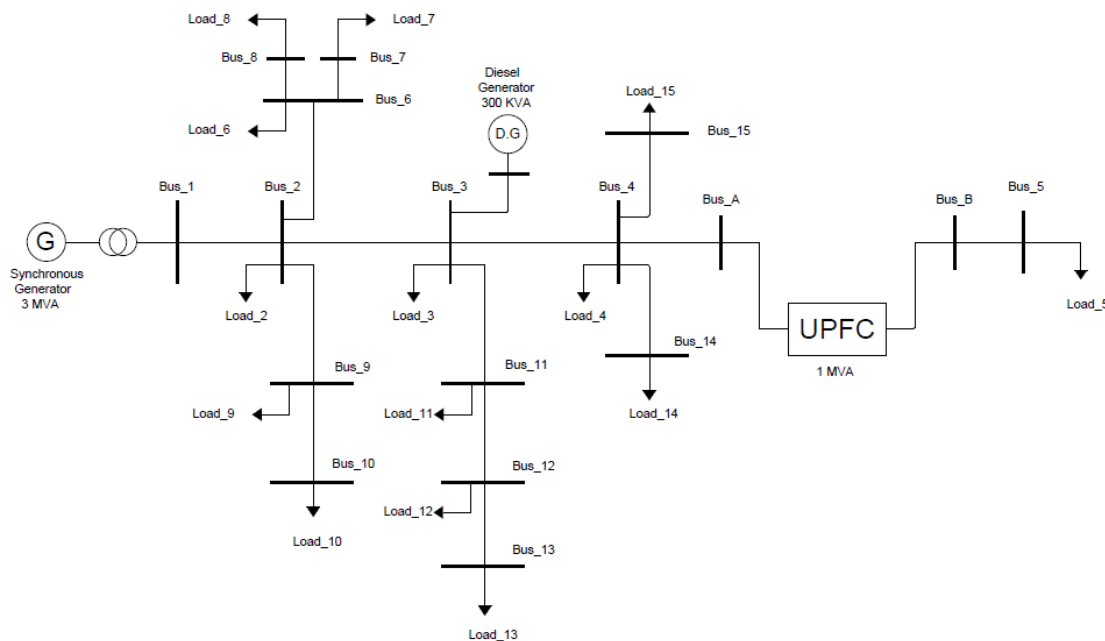 Load_8
Load_7
Bus_8
Bus_7
Bus_6
Load_6
Diesel
Generator
300 KVA
D.G
Load_15
Bus_15
Bus_1
Bus_2
Bus_3
Bus_4
Bus_A
Bus_B
Bus_5
G
Synchronous
Generator
3 MVA
Load_2
Load_3
Load_4
Load_5
UPFC
1 MVA
Bus_14
Load_14
Bus_9
Load_9
Bus_11
Load_11
Bus_10
Load_10
Bus_12
Load_12
Bus_13
Load_13